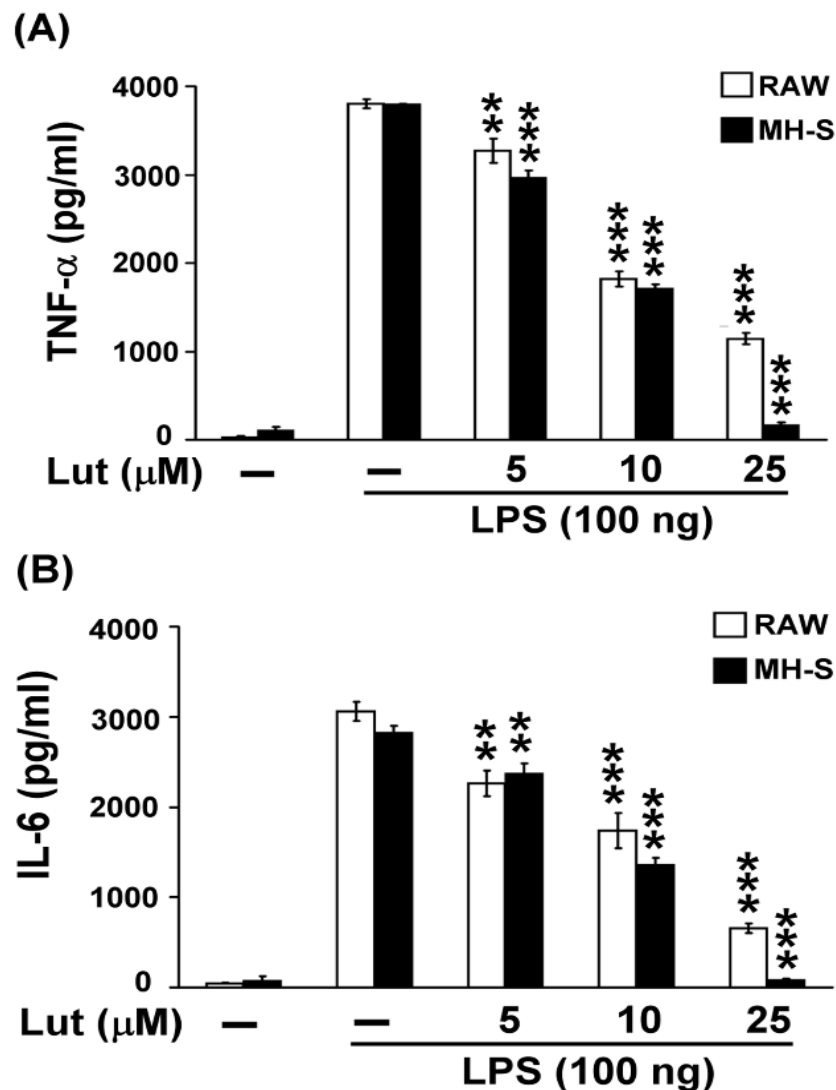 (A)
4000
3000
2000
1000
0
TNF-α (pg/ml)
RAW
MH-S
** ***
*** ***
*** ***
Lut (μM) — — 5 10 25
LPS (100 ng)
(B)
4000
3000
2000
1000
0
IL-6 (pg/ml)
RAW
MH-S
** **
*** ***
*** ***
Lut (μM) — — 5 10 25
LPS (100 ng)